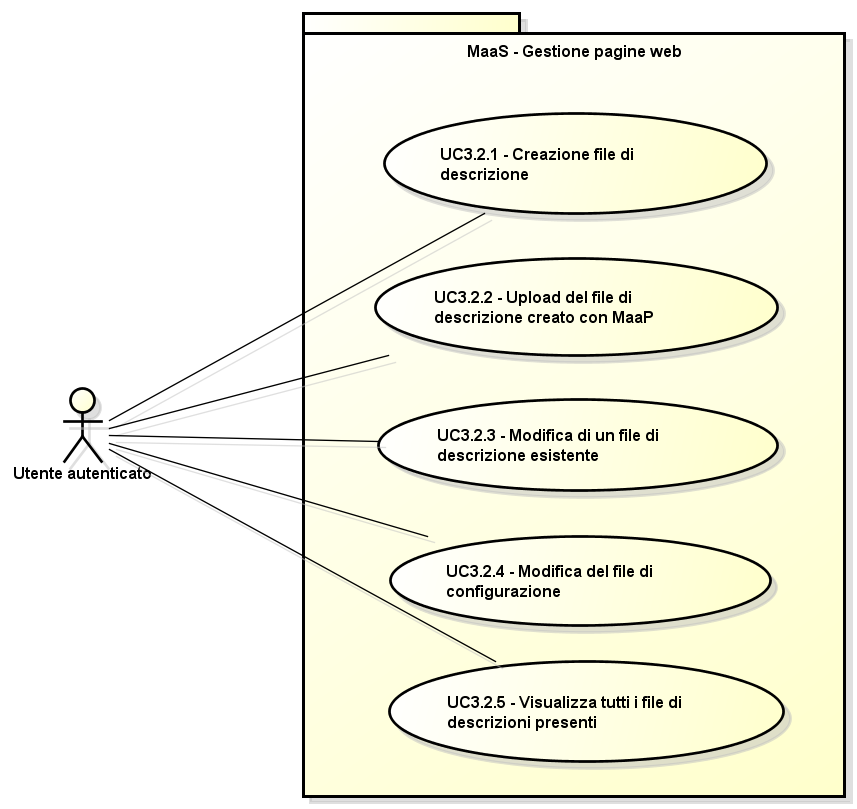 MaaS - Gestione pagine web
UC3.2.1 - Creazione file di
descrizione
UC3.2.2 - Upload del file di
descrizione creato con MaaP
UC3.2.3 - Modifica di un file di
descrizione esistente
Utente autenticato
UC3.2.4 - Modifica del file di
configurazione
UC3.2.5 - Visualizza tutti i file di
descrizioni presenti